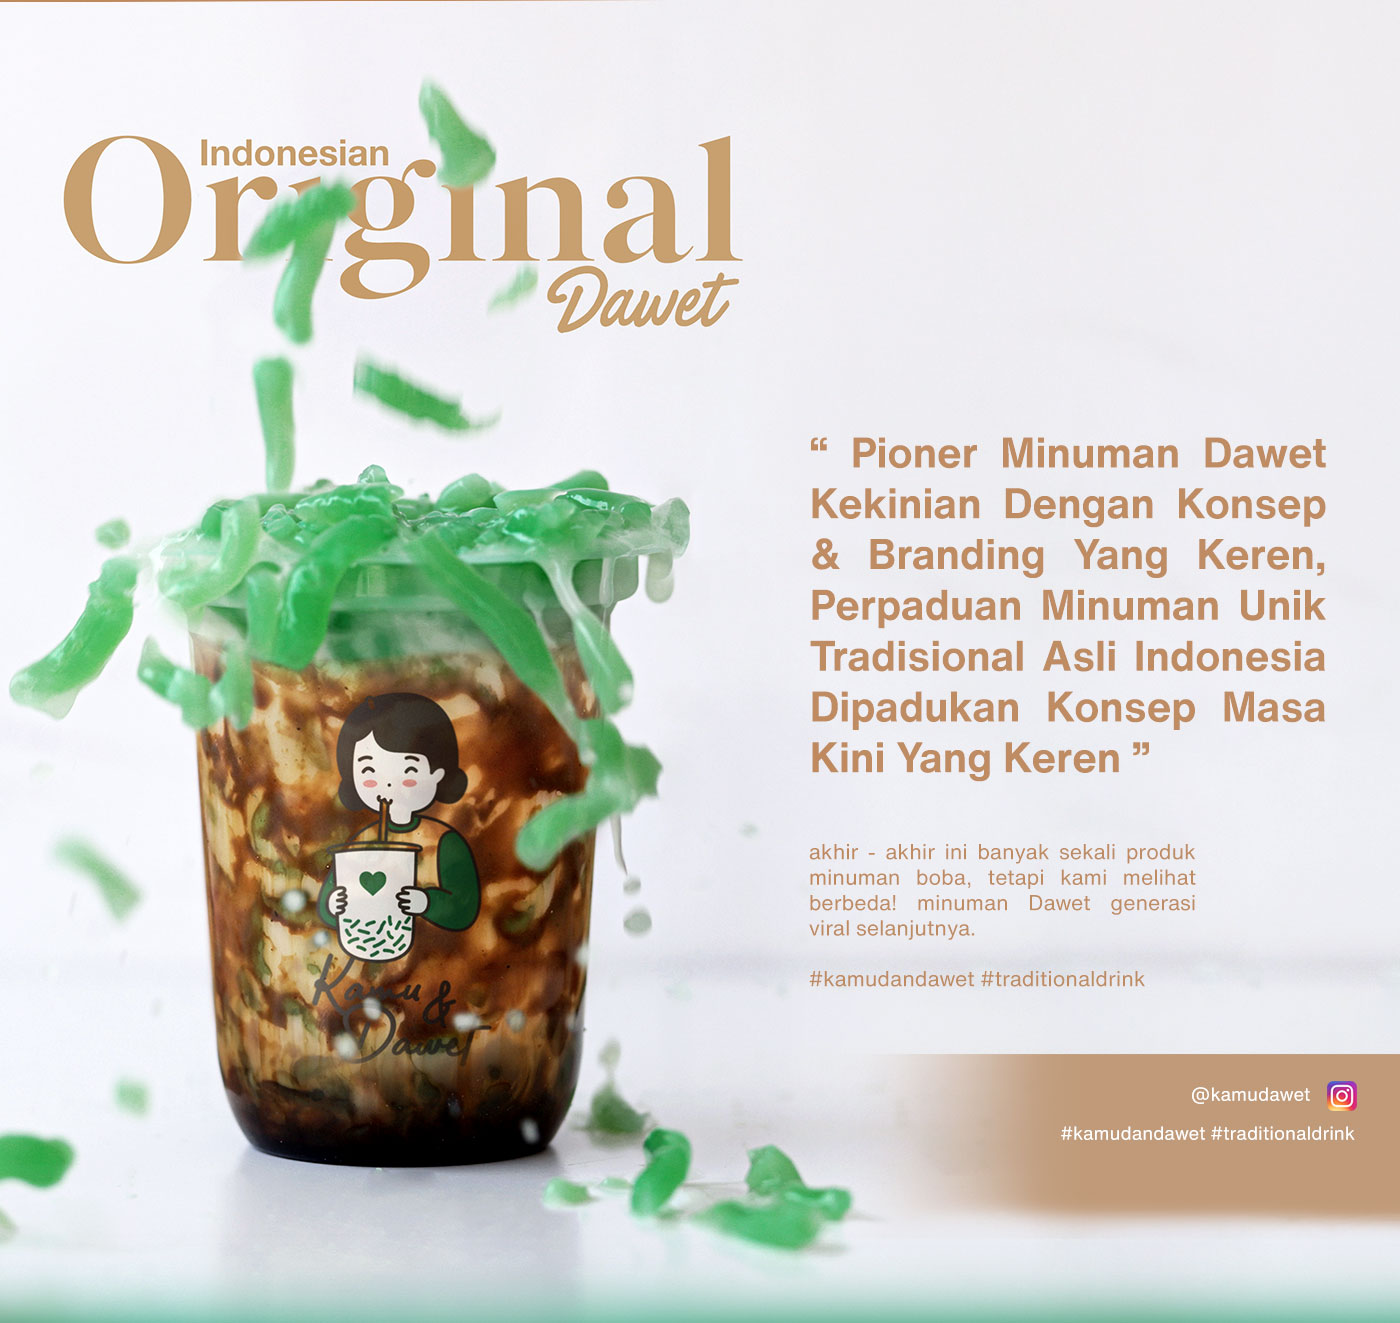 Indonesian
Original
Dawet
“ Pioner Minuman Dawet
Kekinian Dengan Konsep
& Branding Yang Keren,
Perpaduan Minuman Unik
Tradisional Asli Indonesia
Dipadukan Konsep Masa
Kini Yang Keren ”
akhir - akhir ini banyak sekali produk
minuman boba, tetapi kami melihat
berbeda! minuman Dawet generasi
viral selanjutnya.
#kamudandawet #traditionaldrink
Kamu &
Dawet
@kamudawet
#kamudandawet #traditionaldrink